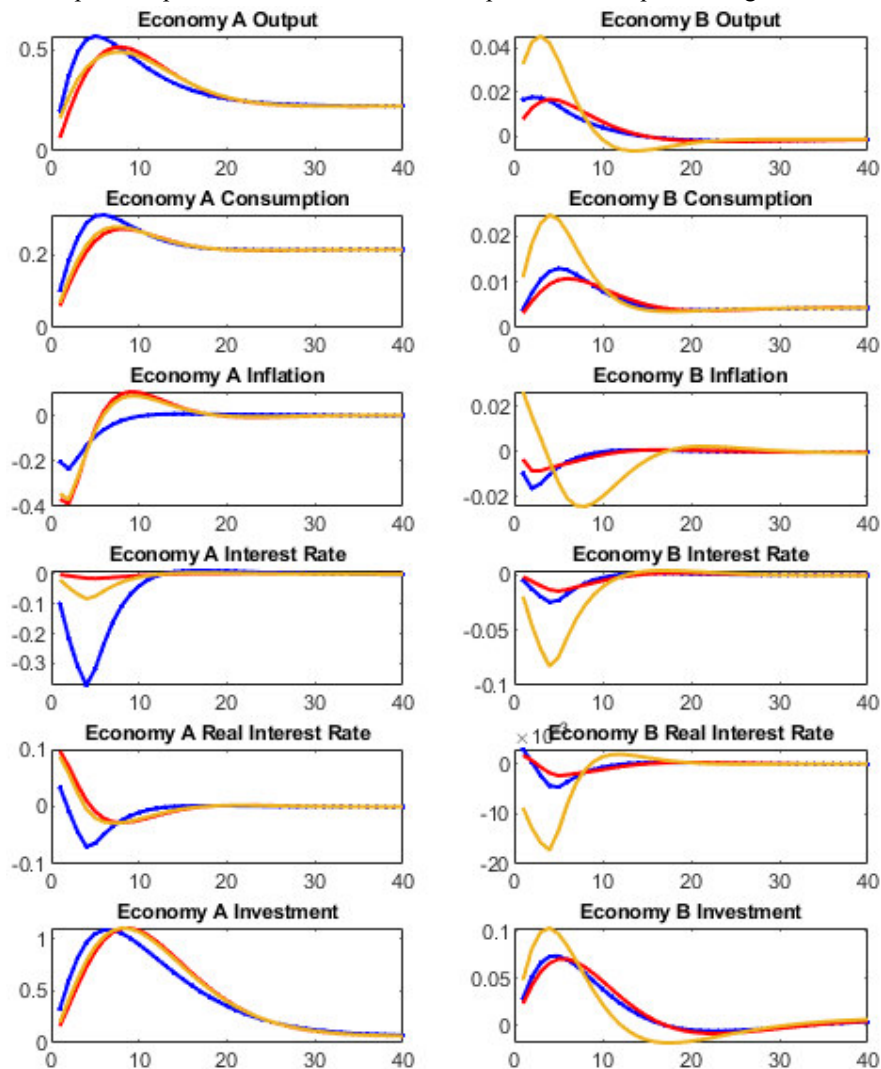 Economy A Output
0.5
0
0 10 20 30 40
Economy B Output
0.04
0.02
0
0 10 20 30 40
Economy A Consumption
0.2
0
0 10 20 30 40
Economy B Consumption
0.02
0.01
0
0 10 20 30 40
Economy A Inflation
0
-0.2
-0.4
0 10 20 30 40
Economy B Inflation
0.02
0
-0.02
0 10 20 30 40
Economy A Interest Rate
0
-0.1
-0.2
-0.3
0 10 20 30 40
Economy B Interest Rate
0
-0.05
-0.1
0 10 20 30 40
Economy A Real Interest Rate
0.1
0
-0.1
0 10 20 30 40
×10⁻³
Economy B Real Interest Rate
0
-10
-20
0 10 20 30 40
Economy A Investment
1
0.5
0
0 10 20 30 40
Economy B Investment
0.1
0.05
0
0 10 20 30 40